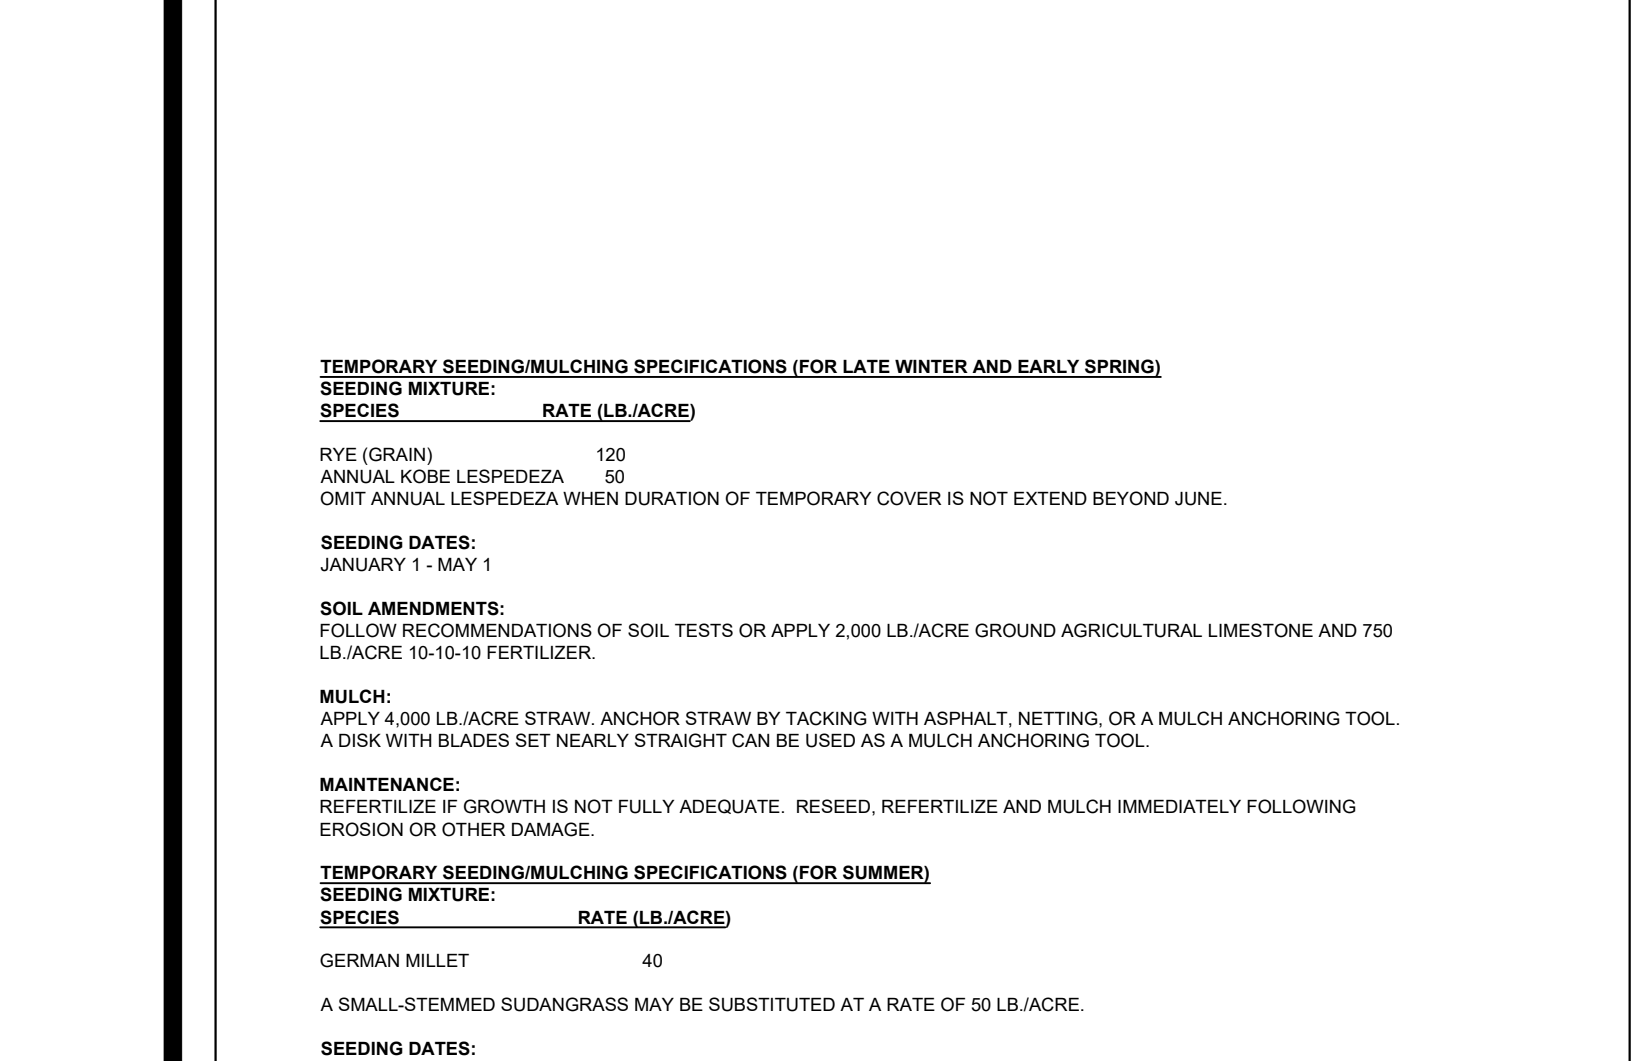 TEMPORARY SEEDING/MULCHING SPECIFICATIONS (FOR LATE WINTER AND EARLY SPRING)
SEEDING MIXTURE:
SPECIES RATE (LB./ACRE)
RYE (GRAIN) 120
ANNUAL KOBE LESPEDEZA 50
OMIT ANNUAL LESPEDEZA WHEN DURATION OF TEMPORARY COVER IS NOT EXTEND BEYOND JUNE.
SEEDING DATES:
JANUARY 1 - MAY 1
SOIL AMENDMENTS:
FOLLOW RECOMMENDATIONS OF SOIL TESTS OR APPLY 2,000 LB./ACRE GROUND AGRICULTURAL LIMESTONE AND 750
LB./ACRE 10-10-10 FERTILIZER.
MULCH:
APPLY 4,000 LB./ACRE STRAW. ANCHOR STRAW BY TACKING WITH ASPHALT, NETTING, OR A MULCH ANCHORING TOOL.
A DISK WITH BLADES SET NEARLY STRAIGHT CAN BE USED AS A MULCH ANCHORING TOOL.
MAINTENANCE:
REFERTILIZE IF GROWTH IS NOT FULLY ADEQUATE. RESEED, REFERTILIZE AND MULCH IMMEDIATELY FOLLOWING
EROSION OR OTHER DAMAGE.
TEMPORARY SEEDING/MULCHING SPECIFICATIONS (FOR SUMMER)
SEEDING MIXTURE:
SPECIES RATE (LB./ACRE)
GERMAN MILLET 40
A SMALL-STEMMED SUDANGRASS MAY BE SUBSTITUTED AT A RATE OF 50 LB./ACRE.
SEEDING DATES: